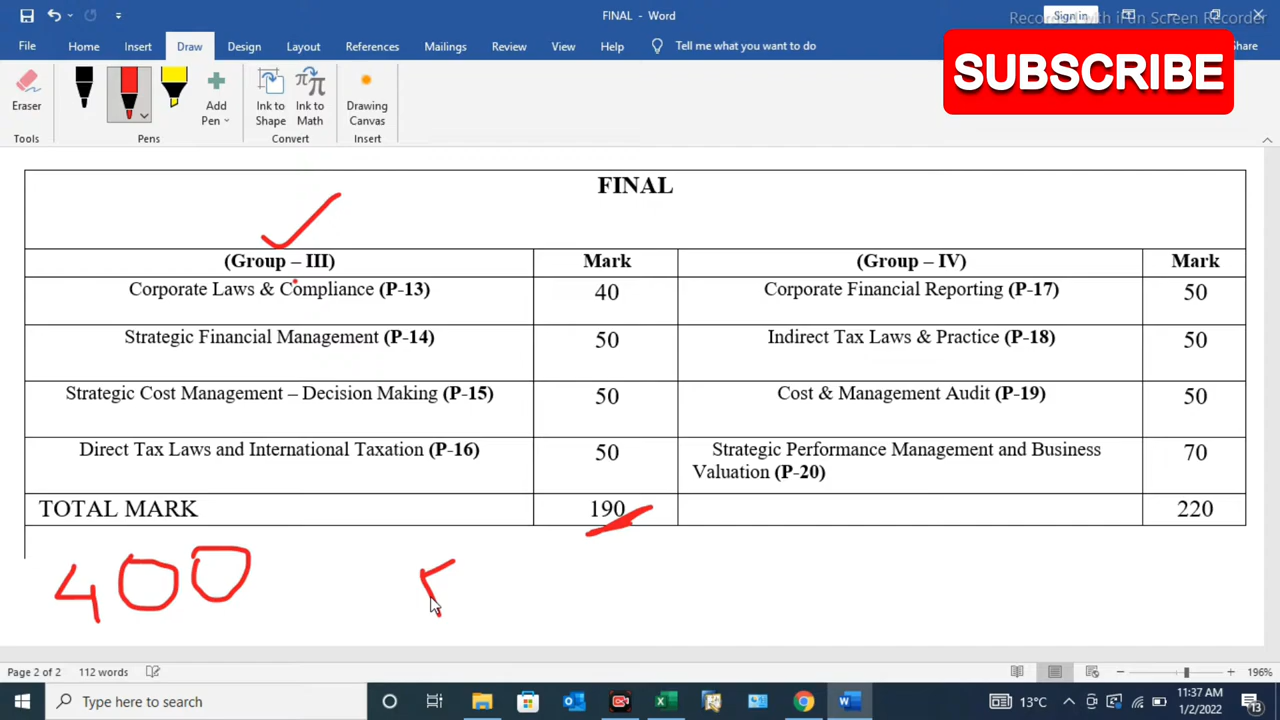 FINAL - Word
Sign in
Recorded with iFun Screen Recorder
File Home Insert Draw Design Layout References Mailings Review View Help Tell me what you want to do Share
SUBSCRIBE
Eraser
Add Pen
Ink to Shape
Ink to Math
Drawing Canvas
Tools Pens Convert Insert
FINAL
(Group – III) Mark (Group – IV) Mark
Corporate Laws & Compliance (P-13) 40 Corporate Financial Reporting (P-17) 50
Strategic Financial Management (P-14) 50 Indirect Tax Laws & Practice (P-18) 50
Strategic Cost Management – Decision Making (P-15) 50 Cost & Management Audit (P-19) 50
Direct Tax Laws and International Taxation (P-16) 50 Strategic Performance Management and Business Valuation (P-20) 70
TOTAL MARK 190 220
400
Page 2 of 2 112 words 196%
Type here to search 13°C 11:37 AM
1/2/2022 13